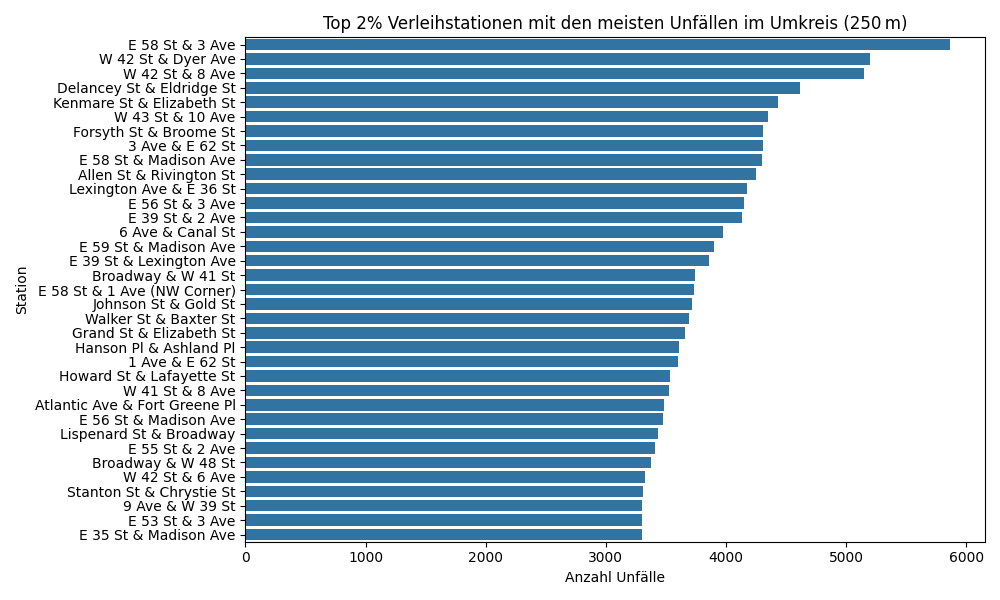 Top 2% Verleihstationen mit den meisten Unfällen im Umkreis (250 m)
Station
E 58 St & 3 Ave
W 42 St & Dyer Ave
W 42 St & 8 Ave
Delancey St & Eldridge St
Kenmare St & Elizabeth St
W 43 St & 10 Ave
Forsyth St & Broome St
3 Ave & E 62 St
E 58 St & Madison Ave
Allen St & Rivington St
Lexington Ave & E 36 St
E 56 St & 3 Ave
E 39 St & 2 Ave
6 Ave & Canal St
E 59 St & Madison Ave
E 39 St & Lexington Ave
Broadway & W 41 St
E 58 St & 1 Ave (NW Corner)
Johnson St & Gold St
Walker St & Baxter St
Grand St & Elizabeth St
Hanson Pl & Ashland Pl
1 Ave & E 62 St
Howard St & Lafayette St
W 41 St & 8 Ave
Atlantic Ave & Fort Greene Pl
E 56 St & Madison Ave
Lispenard St & Broadway
E 55 St & 2 Ave
Broadway & W 48 St
W 42 St & 6 Ave
Stanton St & Chrystie St
9 Ave & W 39 St
E 53 St & 3 Ave
E 35 St & Madison Ave
0 1000 2000 3000 4000 5000 6000
Anzahl Unfälle